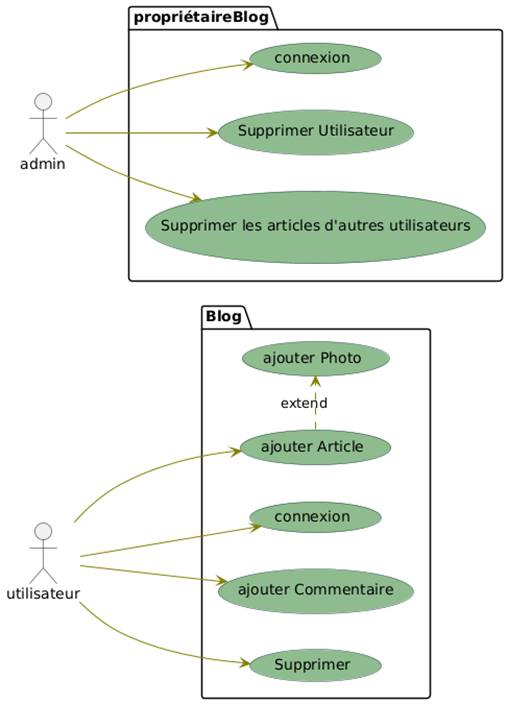 propriétaireBlog
connexion
Supprimer Utilisateur
admin
Supprimer les articles d'autres utilisateurs
Blog
ajouter Photo
extend
ajouter Article
connexion
ajouter Commentaire
utilisateur
Supprimer